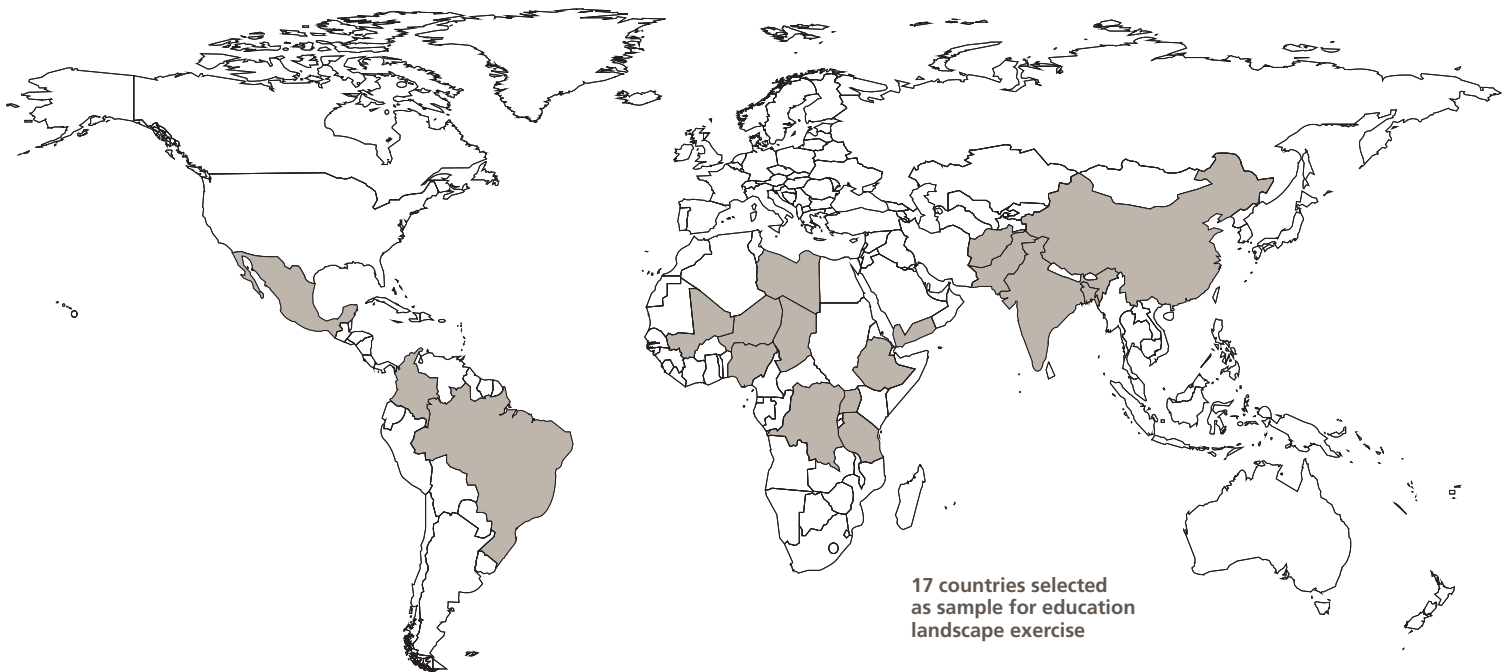 17 countries selected
as sample for education
landscape exercise